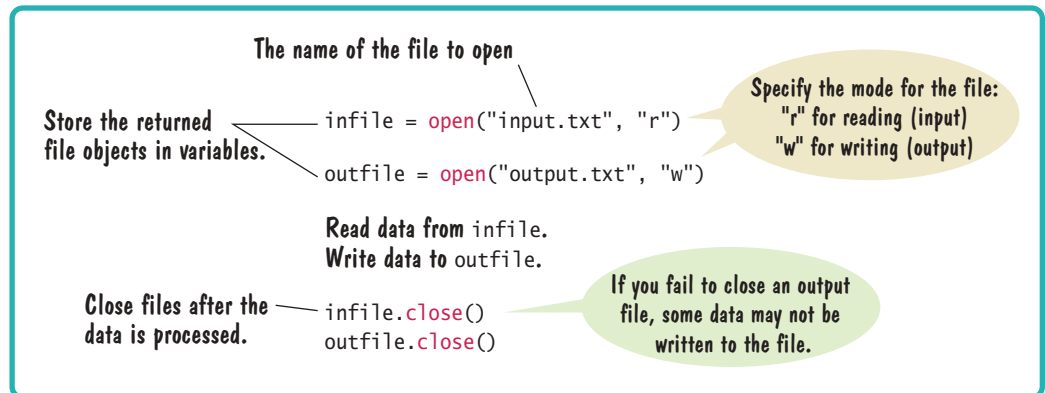 The name of the file to open
Specify the mode for the file:
"r" for reading (input)
"w" for writing (output)
Store the returned
file objects in variables.
infile = open("input.txt", "r")
outfile = open("output.txt", "w")
Read data from infile.
Write data to outfile.
Close files after the
data is processed.
infile.close()
outfile.close()
If you fail to close an output
file, some data may not be
written to the file.